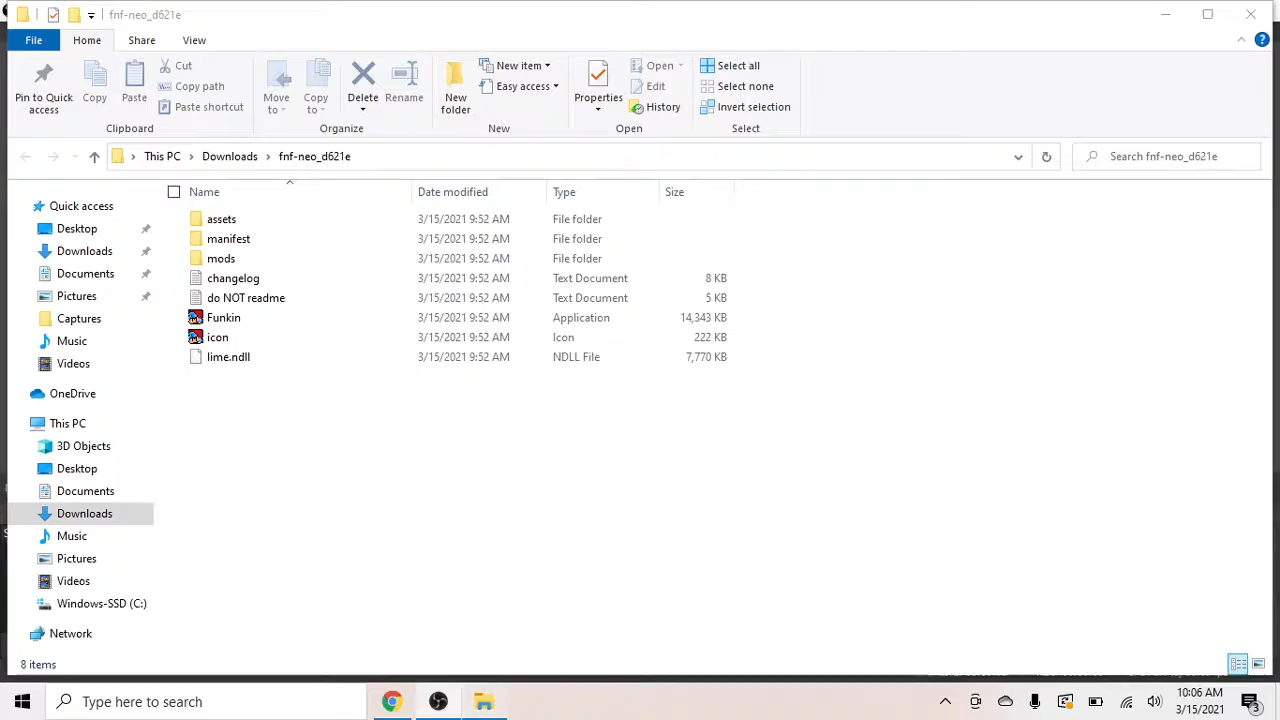 fnf-neo_d621e
File Home Share View
Pin to Quick access
Copy
Paste
Cut
Copy path
Paste shortcut
Clipboard
Move to
Copy to
Delete
Rename
Organize
New folder
New item
Easy access
New
Properties
Open
Edit
History
Open
Select all
Select none
Invert selection
Select
This PC > Downloads > fnf-neo_d621e
Search fnf-neo_d621e
Name Date modified Type Size
assets 3/15/2021 9:52 AM File folder
manifest 3/15/2021 9:52 AM File folder
mods 3/15/2021 9:52 AM File folder
changelog 3/15/2021 9:52 AM Text Document 8 KB
do NOT readme 3/15/2021 9:52 AM Text Document 5 KB
Funkin 3/15/2021 9:52 AM Application 14,343 KB
icon 3/15/2021 9:52 AM Icon 222 KB
lime.ndll 3/15/2021 9:52 AM NDLL File 7,770 KB
Quick access
Desktop
Downloads
Documents
Pictures
Captures
Music
Videos
OneDrive
This PC
3D Objects
Desktop
Documents
Downloads
Music
Pictures
Videos
Windows-SSD (C:)
Network
8 items
Type here to search
10:06 AM
3/15/2021
3